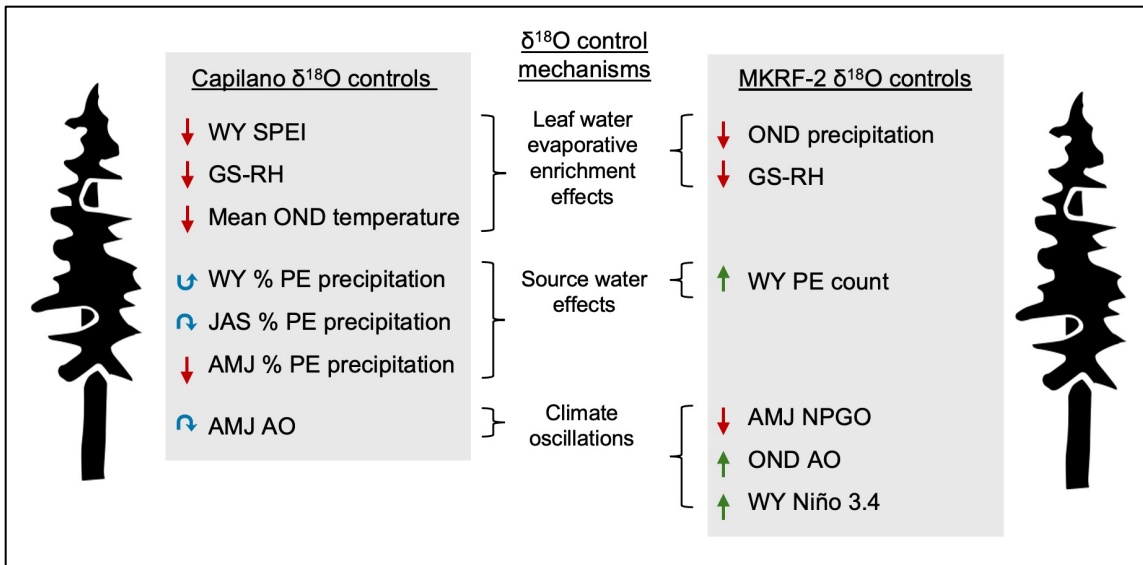 Capilano δ¹⁸O controls
WY SPEI
GS-RH
Mean OND temperature
WY % PE precipitation
JAS % PE precipitation
AMJ % PE precipitation
AMJ AO
δ¹⁸O control
mechanisms
Leaf water
evaporative
enrichment
effects
Source water
effects
Climate
oscillations
MKRF-2 δ¹⁸O controls
OND precipitation
GS-RH
WY PE count
AMJ NPGO
OND AO
WY Niño 3.4